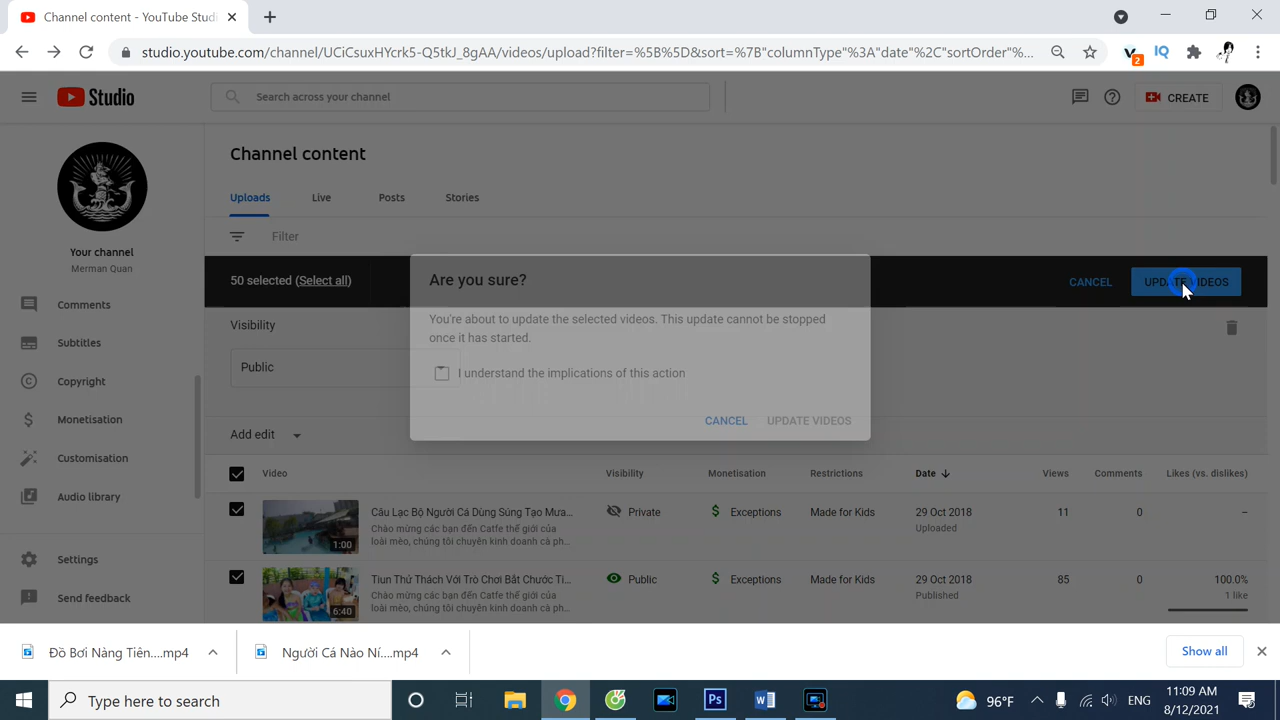 Channel content - YouTube Studi
studio.youtube.com/channel/UCiCsuxHYcrk5-Q5tkJ_8gAA/videos/upload?filter=%5B%5D&sort=%7B"columnType"%3A"date"%2C"sortOrder"%...
2
IQ
Studio
Search across your channel
CREATE
Your channel
Merman Quan
Comments
Subtitles
Copyright
Monetisation
Customisation
Audio library
Settings
Send feedback
Channel content
Uploads
Live
Posts
Stories
Filter
50 selected (Select all)
CANCEL
UPDATE VIDEOS
Visibility
Public
Are you sure?
You're about to update the selected videos. This update cannot be stopped
once it has started.
I understand the implications of this action
CANCEL
UPDATE VIDEOS
Add edit
Video
Visibility
Monetisation
Restrictions
Date
Views
Comments
Likes (vs. dislikes)
1:00
Câu Lạc Bộ Người Cá Dùng Súng Tạo Mưa...
Chào mừng các bạn đến Catfe thế giới của
loài mèo, chúng tôi chuyên kinh doanh cà ph...
Private
Exceptions
Made for Kids
29 Oct 2018
Uploaded
11
0
–
6:40
Tiun Thử Thách Với Trò Chơi Bắt Chước Ti...
Chào mừng các bạn đến Catfe thế giới của
loài mèo, chúng tôi chuyên kinh doanh cà ph...
Public
Exceptions
Made for Kids
29 Oct 2018
Published
85
0
100.0%
1 like
Đồ Bơi Nàng Tiên....mp4
Người Cá Nào Ní....mp4
Show all
Type here to search
Ps
96°F
ENG
11:09 AM
8/12/2021